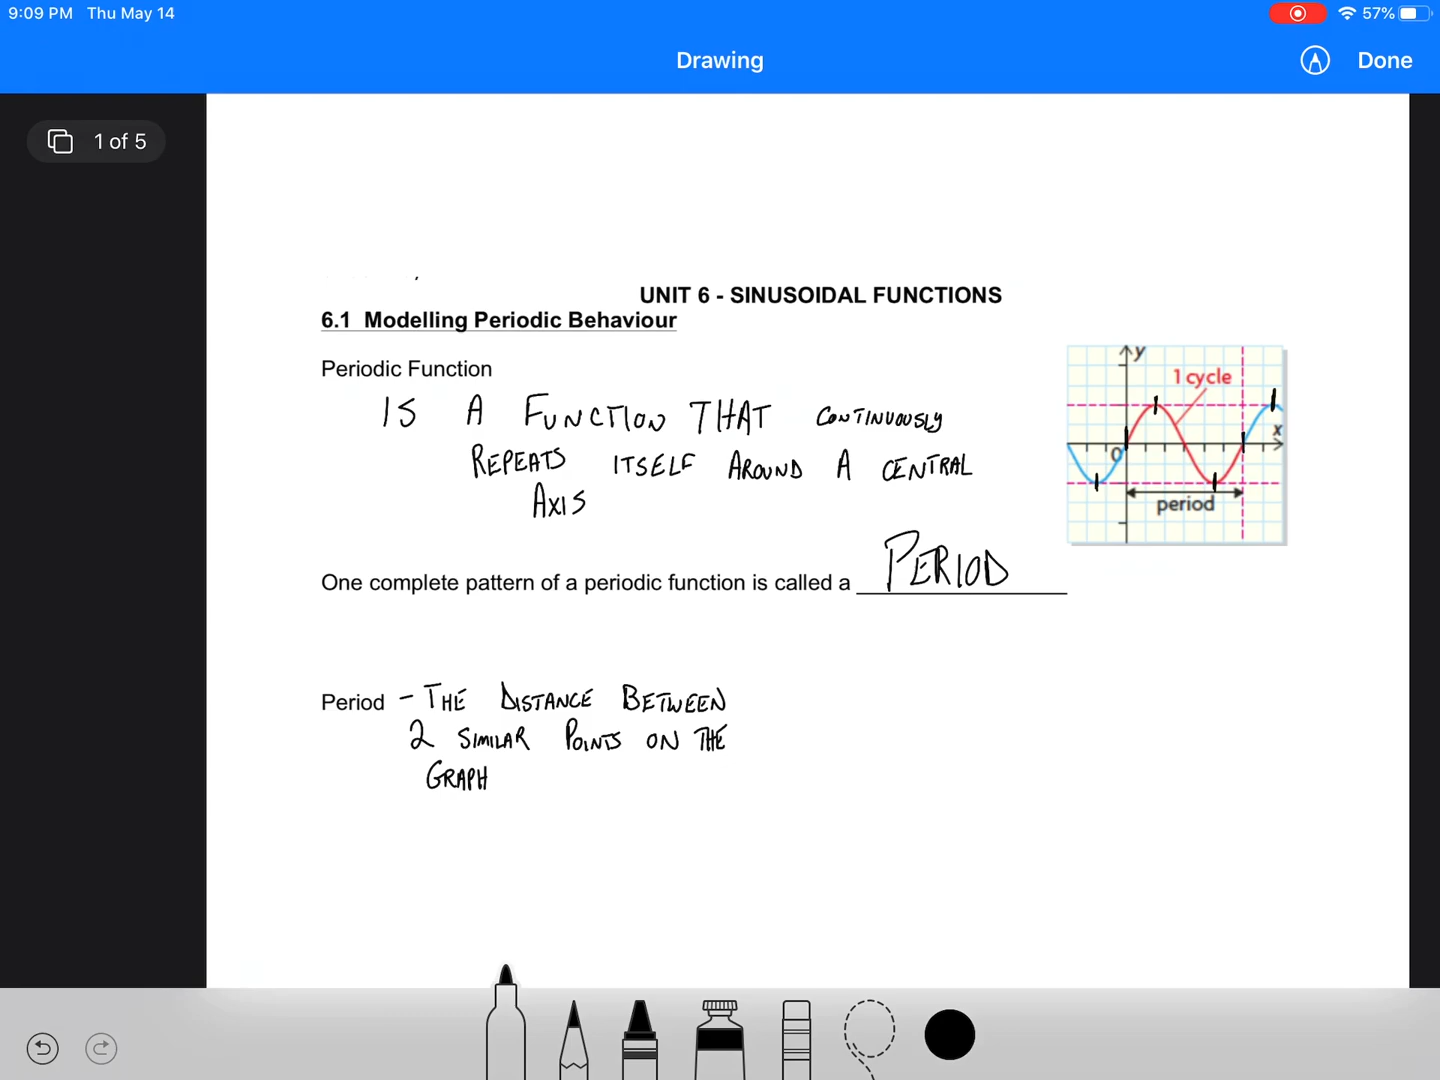 9:09 PM Thu May 14
57%
Drawing
Done
1 of 5
UNIT 6 - SINUSOIDAL FUNCTIONS
6.1 Modelling Periodic Behaviour
Periodic Function
IS A FUNCTION THAT CONTINUOUSLY
REPEATS ITSELF AROUND A CENTRAL
AXIS
y
1 cycle
x
0
period
One complete pattern of a periodic function is called a PERIOD
Period - THE DISTANCE BETWEEN
2 SIMILAR POINTS ON THE
GRAPH